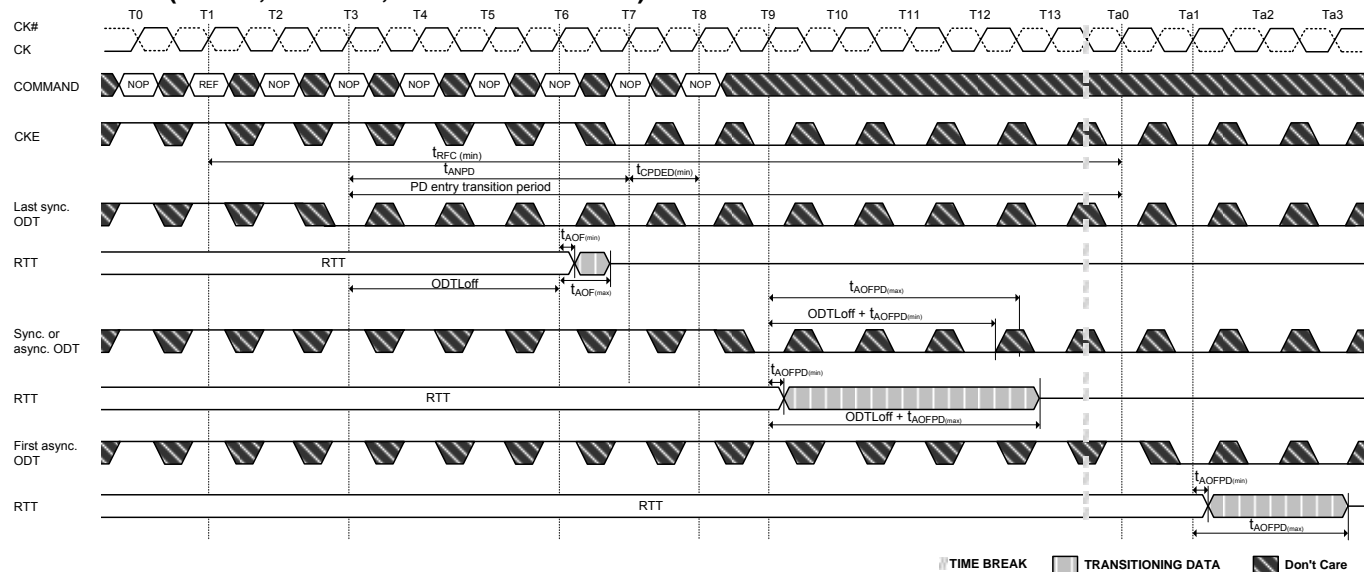 T0 T1 T2 T3 T4 T5 T6 T7 T8 T9 T10 T11 T12 T13 Ta0 Ta1 Ta2 Ta3
CK#
CK
COMMAND NOP REF NOP NOP NOP NOP NOP NOP NOP
CKE
tRFC (min)
tANPD tCPDED(min)
PD entry transition period
Last sync.
ODT
tAOF(min)
RTT RTT
ODTLoff tAOF(max)
tAOFPD(max)
ODTLoff + tAOFPD(min)
Sync. or
async. ODT
tAOFPD(min)
RTT RTT
ODTLoff + tAOFPD(max)
First async.
ODT
tAOFPD(min)
RTT RTT
tAOFPD(max)
TIME BREAK TRANSITIONING DATA Don't Care